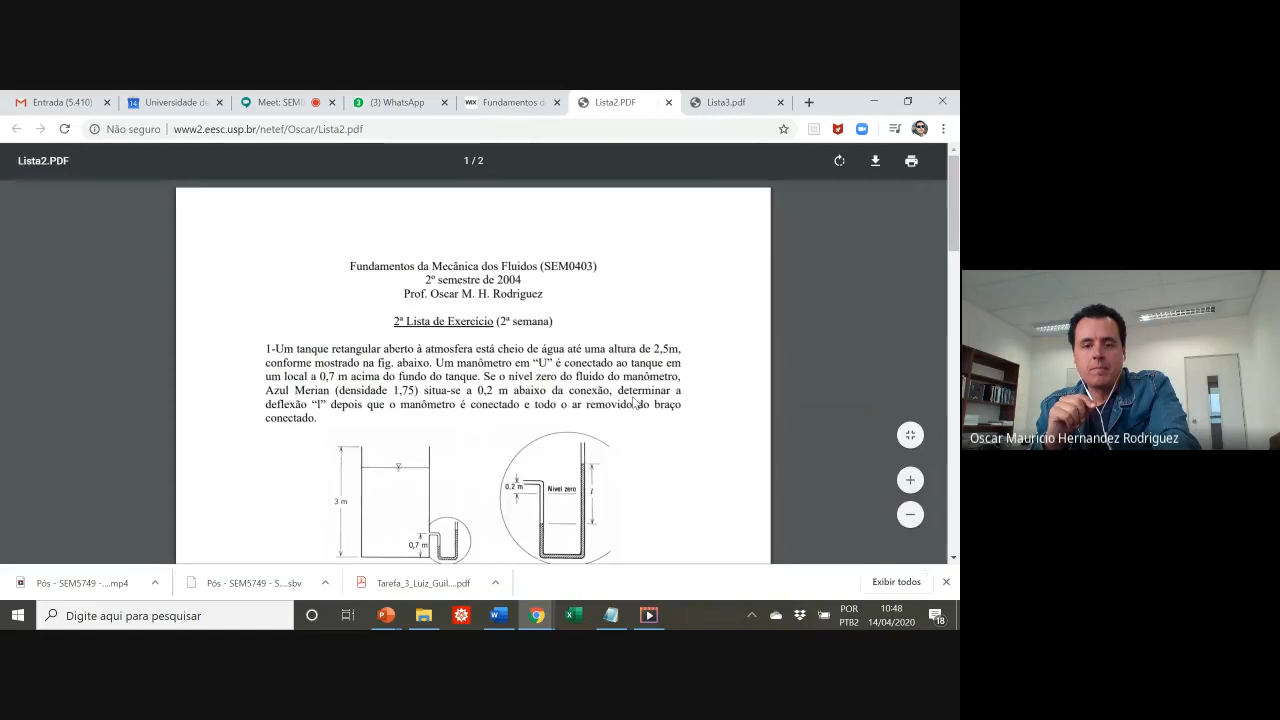 Entrada (5.410)
Universidade de
Meet: SEM(
(3) WhatsApp
Fundamentos d
Lista2.PDF
Lista3.pdf
Não seguro | www2.eesc.usp.br/netef/Oscar/Lista2.pdf
Lista2.PDF
1 / 2
Fundamentos da Mecânica dos Fluidos (SEM0403)
2º semestre de 2004
Prof. Oscar M. H. Rodriguez
2ª Lista de Exercício (2ª semana)
1-Um tanque retangular aberto à atmosfera está cheio de água até uma altura de 2,5m,
conforme mostrado na fig. abaixo. Um manômetro em “U” é conectado ao tanque em
um local a 0,7 m acima do fundo do tanque. Se o nível zero do fluido do manômetro,
Azul Merian (densidade 1,75) situa-se a 0,2 m abaixo da conexão, determinar a
deflexão “l” depois que o manômetro é conectado e todo o ar removido do braço
conectado.
3 m
0,7 m
0.2 m
Nível zero
l
Oscar Mauricio Hernandez Rodriguez
Pós - SEM5749 -....mp4
Pós - SEM5749 - S....sbv
Tarefa_3_Luiz_Guil....pdf
Exibir todos
Digite aqui para pesquisar
POR
PTB2
10:48
14/04/2020
18